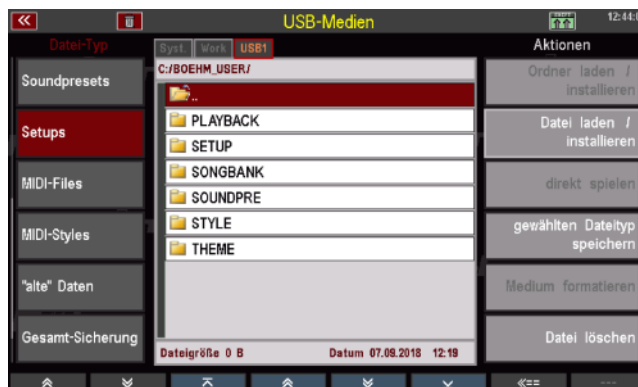 USB-Medien
12:44:
Datei-Typ
Syst. Work USB1
Aktionen
C:/BOEHM_USER/
Soundpresets
Setups
MIDI-Files
MIDI-Styles
"alte" Daten
Gesamt-Sicherung
..
PLAYBACK
SETUP
SONGBANK
SOUNDPRE
STYLE
THEME
Dateigröße 0 B Datum 07.09.2018 12:19
Ordner laden /
installieren
Datei laden /
installieren
direkt spielen
gewählten Dateityp
speichern
Medium formatieren
Datei löschen